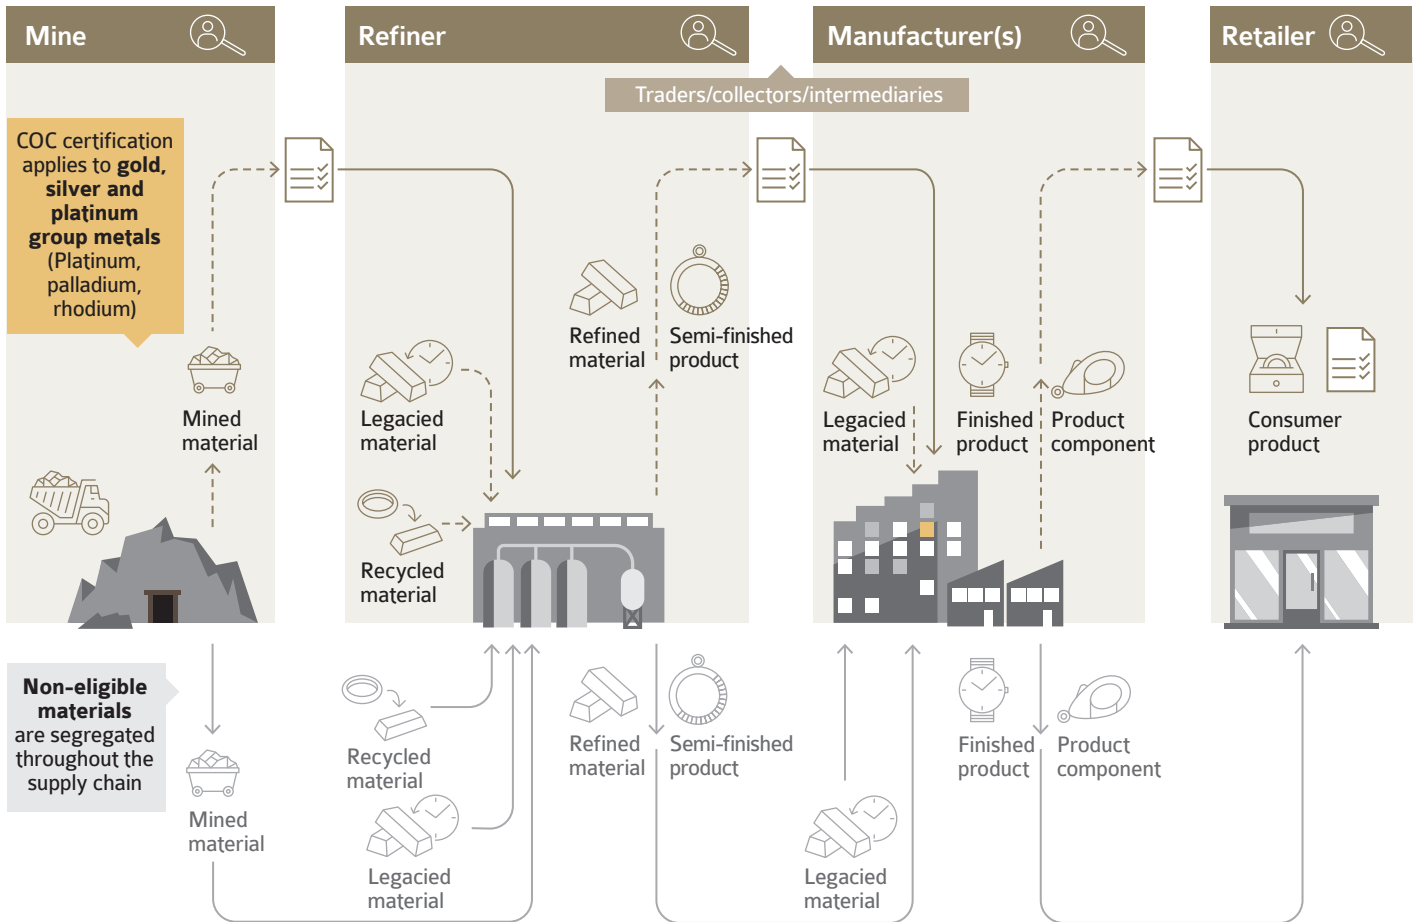 Mine
Refiner
Manufacturer(s)
Retailer
Traders/collectors/intermediaries
COC certification
applies to gold,
silver and
platinum
group metals
(Platinum,
palladium,
rhodium)
Mined
material
Legacied
material
Recycled
material
Refined
material
Semi-finished
product
Legacied
material
Finished
product
Product
component
Consumer
product
Non-eligible
materials
are segregated
throughout the
supply chain
Mined
material
Recycled
material
Legacied
material
Refined
material
Semi-finished
product
Legacied
material
Finished
product
Product
component